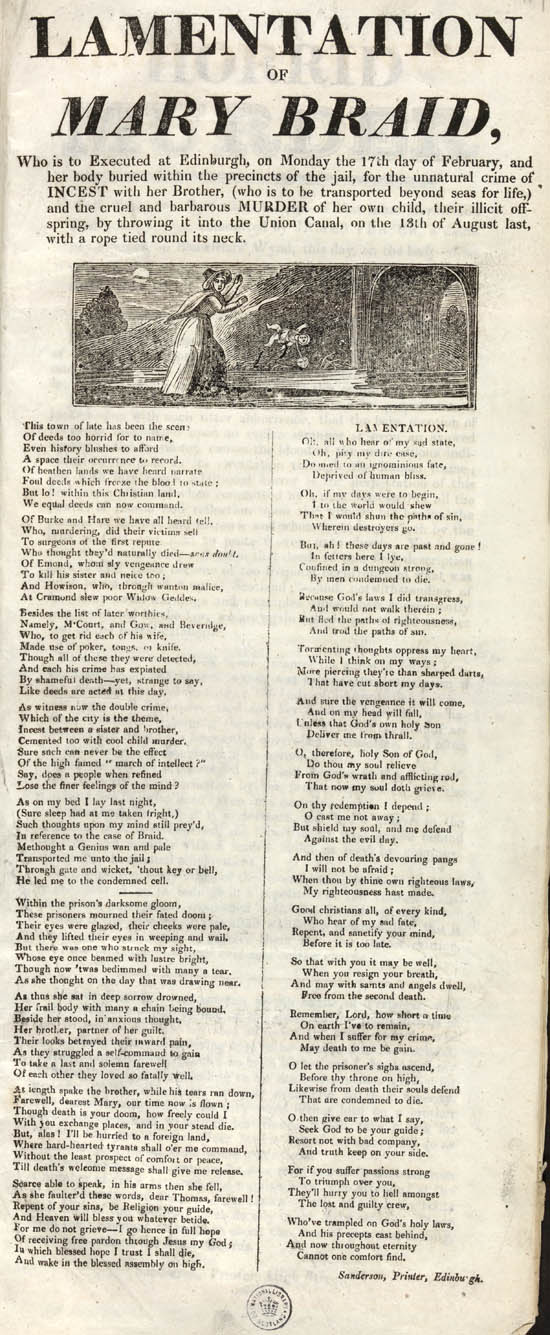 LAMENTATION
OF
MARY BRAID,
Who is to Executed at Edinburgh, on Monday the 17th day of February, and
her body buried within the precincts of the jail, for the unnatural crime of
INCEST with her Brother, (who is to be transported beyond seas for life,)
and the cruel and barbarous MURDER of her own child, their illicit off-
spring, by throwing it into the Union Canal, on the 13th of August last,
with a rope tied round its neck.
This town of late has been the scene
Of deeds too horrid for to name,
Even history blushes to afford
A space their occurrence to record.
Of heathen lands we have heard narrate
Foul deeds which freeze the blood to state;
But lo! within this Christian land,
We equal deeds can now command.
Of Burke and Hare we have all heard tell,
Who, murdering, did their victims sell
To surgeons of the first repute
Who thought they'd naturally died—sans doubt.
Of Emond, whom sly vengeance drew
To kill his sister and neice too;
And Howison, who, through wanton malice,
At Cramond slew poor Widow Geddes.
Besides the list of later worthies,
Namely, M'Court, and Gow, and Beveridge,
Who, to get rid each of his wife,
Made use of poker, tongs, or knife.
Though all of these they were detected,
And each his crime has expiated
By shameful death—yet, strange to say,
Like deeds are acted at this day.
As witness now the double crime,
Which of the city is the theme,
Incest between a sister and brother,
Cemented too with cool child murder.
Sure such can never be the effect
Of the high famed "march of intellect?"
Say, does a people when refined
Lose the finer feelings of the mind?
As on my bed I lay last night,
(Sure sleep had at me taken fright,)
Such thoughts upon my mind still prey'd,
In reference to the case of Braid.
Methought a Genius wan and pale
Transported me unto the jail;
Through gate and wicket, 'thout key or bell,
He led me to the condemned cell.
Within the prison's darksome gloom,
These prisoners mourned their fated doom;
Their eyes were glazed, their cheeks were pale,
And they lifted their eyes in weeping and wail.
But there was one who struck my sight,
Whose eye once beamed with lustre bright,
Though now 'twas bedimmed with many a tear.
As she thought on the day that was drawing near.
As thus she sat in deep sorrow drowned,
Her frail body with many a chain being bound,
Beside her stood, in anxious thought,
Her brother, partner of her guilt.
Their looks betrayed their inward pain,
As they struggled a self-command to gain
To take a last and solemn farewell
Of each other they loved so fatally well.
At length spake the brother, while his tears ran down,
Farewell, dearest Mary, our time now is flown;
Though death is your doom, how freely could I
With you exchange places, and in your stead die.
But, alas! I'll be hurried to a foreign land,
Where hard-hearted tyrants shall o'er me command,
Without the least prospect of comfort or peace,
Till death's welcome message shall give me release.
Scarce able to speak, in his arms then she fell,
As she faulter'd these words, dear Thomas, farewell!
Repent of your sins, be Religion your guide,
And Heaven will bless you whatever betide.
For me do not grieve—I go hence in full hope
Of receiving free pardon through Jesus my God;
In which blessed hope I trust I shall die,
And wake in the blessed assembly on high.
LAMENTATION.
Oh, all who hear of my sad state,
Oh, pity my dire case,
Doomed to an ignominious fate,
Deprived of human bliss.
Oh, if my days were to begin,
I to the world would shew
That I would shun the paths of sin,
Wherein destroyers go.
But, ah! these days are past and gone!
In fetters here I lye,
Confined in a dungeon strong,
By men condemned to die.
Because God's laws I did transgress,
And would not walk therein;
But fled the paths of righteousness,
And trod the paths of sin.
Tormenting thoughts oppress my heart,
While I think on my ways;
More piercing they're than sharped darts,
That have cut short my days.
And sure the vengeance it will come,
And on my head will fall,
Unless that God's own holy Son
Deliver me from thrall.
O, therefore, holy Son of God,
Do thou my soul relieve
From God's wrath and afflicting rod,
That now my soul doth grieve.
On thy redemption I depend;
O cast me not away;
But shield my soul, and me defend
Against the evil day.
And then of death's devouring pangs
I will not be afraid;
When thou by thine own righteous laws,
My righteousness hast made.
Good christians all, of every kind,
Who hear of my sad fate,
Repent, and sanctify your mind,
Before it is too late.
So that with you it may be well,
When you resign your breath,
And may with saints and angels dwell,
Free from the second death.
Remember, Lord, how short a time
On earth I've to remain,
And when I suffer for my crime,
May death to me be gain.
O let the prisoner's sighs ascend,
Before thy throne on high,
Likewise from death their souls defend
That are condemned to die.
O then give ear to what I say,
Seek God to be your guide;
Resort not with bad company,
And truth keep on your side.
For if you suffer passions strong
To triumph over you,
They'll hurry you to hell amongst
The lost and guilty crew,
Who've trampled on God's holy laws,
And his precepts cast behind,
And now throughout eternity
Cannot one comfort find.
Sanderson, Printer, Edinburgh.